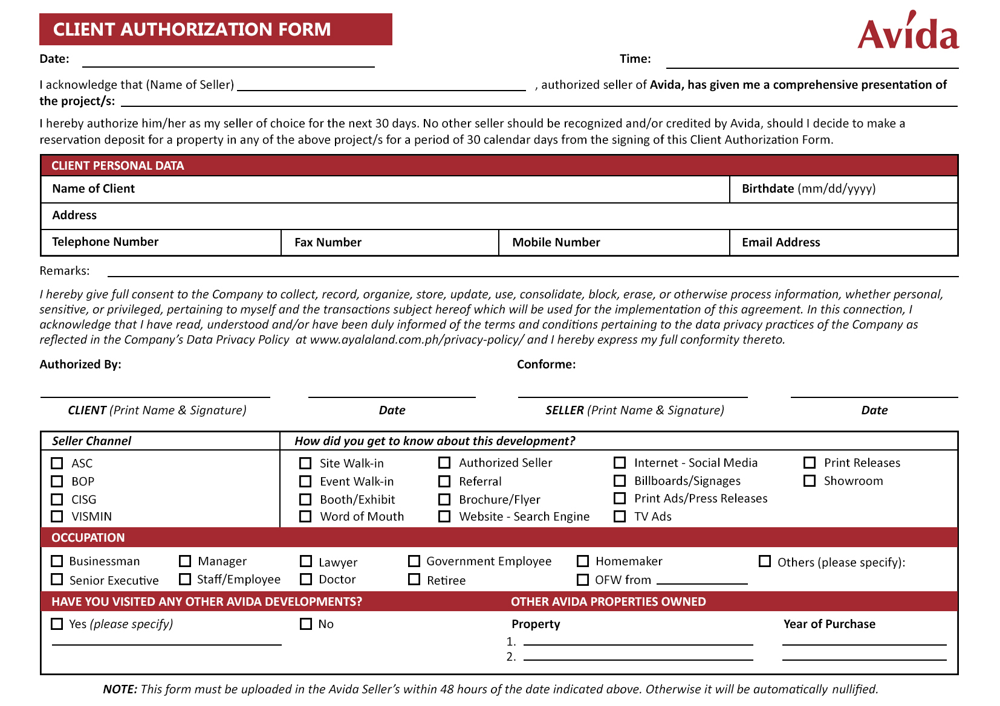 CLIENT AUTHORIZATION FORM
Avida
Date:
Time:
I acknowledge that (Name of Seller) , authorized seller of Avida, has given me a comprehensive presentation of
the project/s:
I hereby authorize him/her as my seller of choice for the next 30 days. No other seller should be recognized and/or credited by Avida, should I decide to make a
reservation deposit for a property in any of the above project/s for a period of 30 calendar days from the signing of this Client Authorization Form.
CLIENT PERSONAL DATA
Name of Client Birthdate (mm/dd/yyyy)
Address
Telephone Number Fax Number Mobile Number Email Address
Remarks:
I hereby give full consent to the Company to collect, record, organize, store, update, use, consolidate, block, erase, or otherwise process information, whether personal,
sensitive, or privileged, pertaining to myself and the transactions subject hereof which will be used for the implementation of this agreement. In this connection, I
acknowledge that I have read, understood and/or have been duly informed of the terms and conditions pertaining to the data privacy practices of the Company as
reflected in the Company’s Data Privacy Policy at www.ayalaland.com.ph/privacy-policy/ and I hereby express my full conformity thereto.
Authorized By: Conforme:
CLIENT (Print Name & Signature) Date SELLER (Print Name & Signature) Date
Seller Channel How did you get to know about this development?
ASC Site Walk-in Authorized Seller Internet - Social Media Print Releases
BOP Event Walk-in Referral Billboards/Signages Showroom
CISG Booth/Exhibit Brochure/Flyer Print Ads/Press Releases
VISMIN Word of Mouth Website - Search Engine TV Ads
OCCUPATION
Businessman Manager Lawyer Government Employee Homemaker Others (please specify):
Senior Executive Staff/Employee Doctor Retiree OFW from
HAVE YOU VISITED ANY OTHER AVIDA DEVELOPMENTS? OTHER AVIDA PROPERTIES OWNED
Yes (please specify) No Property Year of Purchase
1.
2.
NOTE: This form must be uploaded in the Avida Seller’s within 48 hours of the date indicated above. Otherwise it will be automatically nullified.